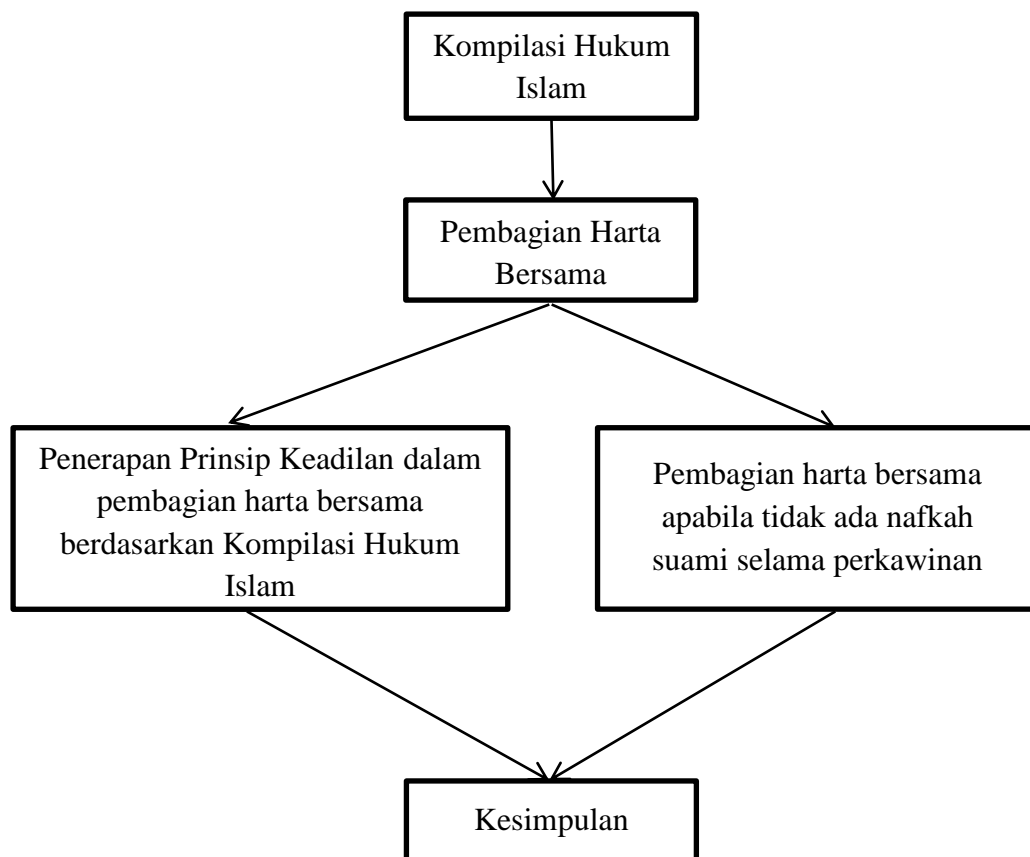 Kompilasi Hukum
Islam
Pembagian Harta
Bersama
Penerapan Prinsip Keadilan dalam
pembagian harta bersama
berdasarkan Kompilasi Hukum
Islam
Pembagian harta bersama
apabila tidak ada nafkah
suami selama perkawinan
Kesimpulan